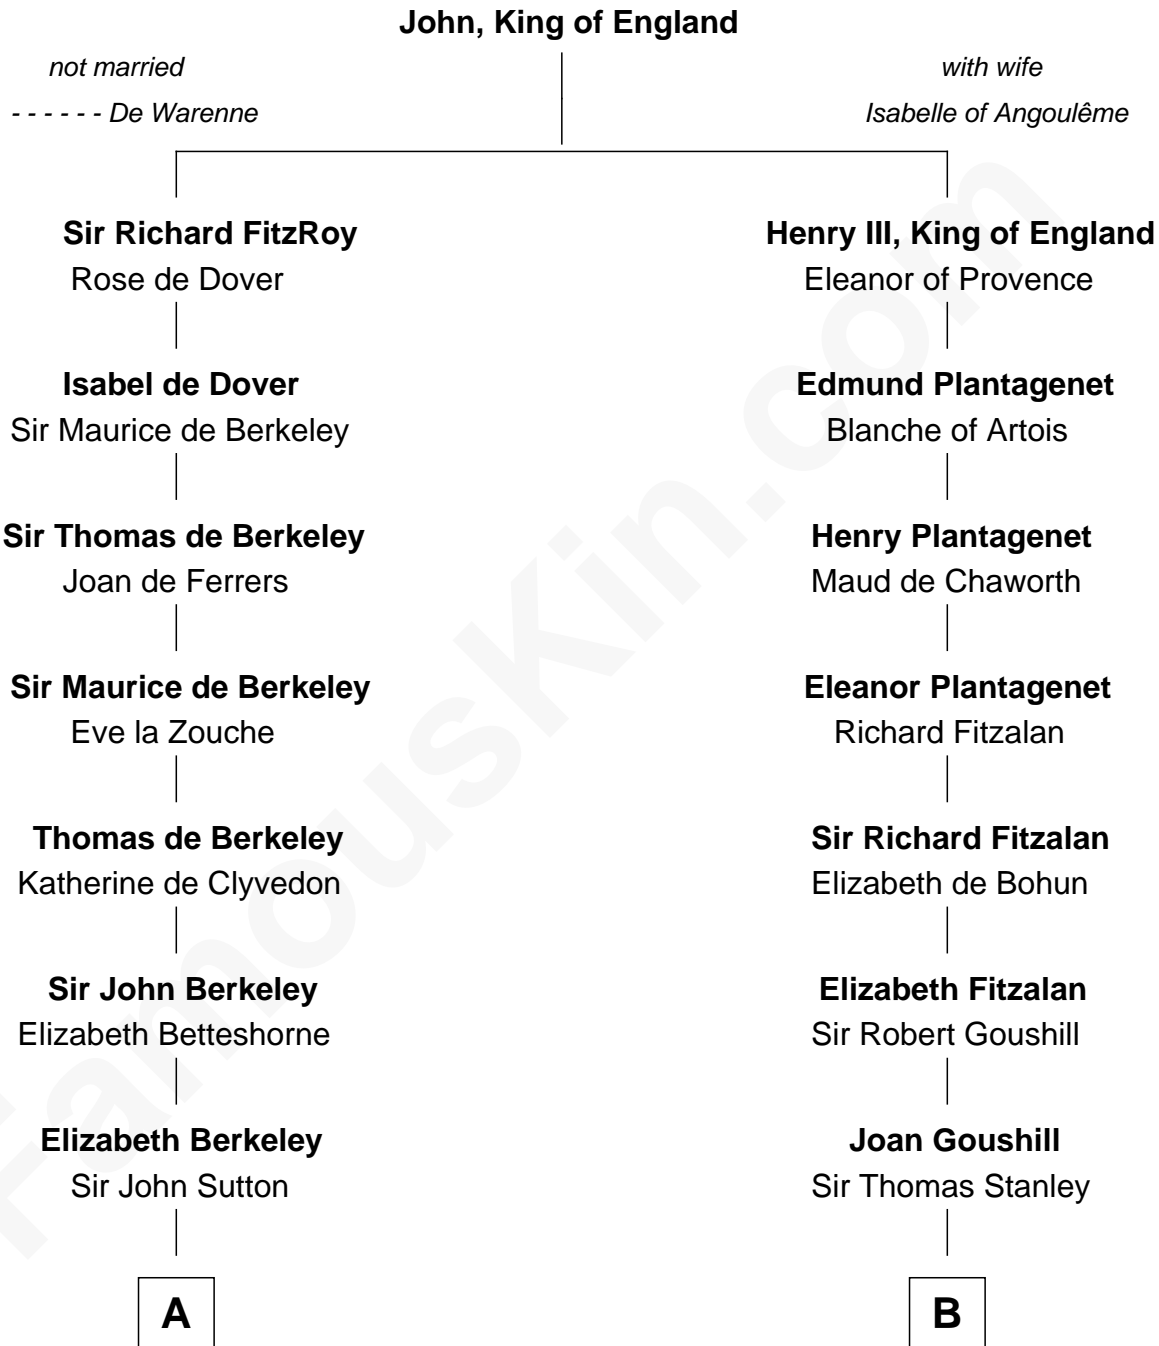 John, King of England
not married
- - - - - - De Warenne
with wife
Isabelle of Angoulême
Sir Richard FitzRoy
Rose de Dover
Henry III, King of England
Eleanor of Provence
Isabel de Dover
Sir Maurice de Berkeley
Edmund Plantagenet
Blanche of Artois
Sir Thomas de Berkeley
Joan de Ferrers
Henry Plantagenet
Maud de Chaworth
Sir Maurice de Berkeley
Eve la Zouche
Eleanor Plantagenet
Richard Fitzalan
Thomas de Berkeley
Katherine de Clyvedon
Sir Richard Fitzalan
Elizabeth de Bohun
Sir John Berkeley
Elizabeth Betteshorne
Elizabeth Fitzalan
Sir Robert Goushill
Elizabeth Berkeley
Sir John Sutton
Joan Goushill
Sir Thomas Stanley
A
B
FamousKin.com